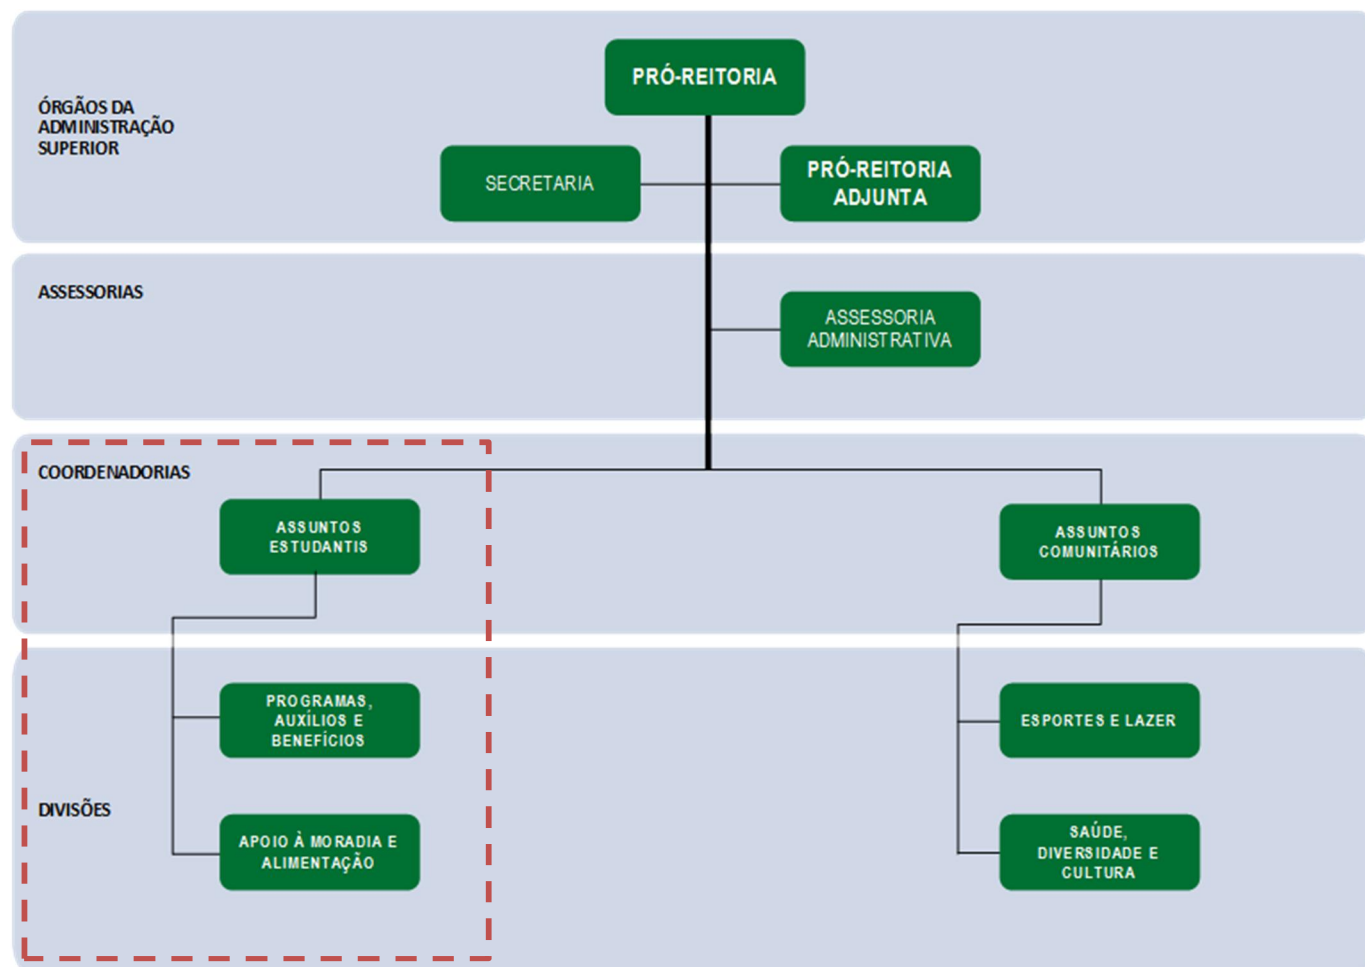 PRÓ-REITORIA
ÓRGÃOS DA
ADMINISTRAÇÃO
SUPERIOR
SECRETARIA
PRÓ-REITORIA
ADJUNTA
ASSESSORIAS
ASSESSORIA
ADMINISTRATIVA
COORDENADORIAS
ASSUNTOS
ESTUDANTIS
ASSUNTOS
COMUNITÁRIOS
PROGRAMAS,
AUXÍLIOS E
BENEFÍCIOS
ESPORTES E LAZER
DIVISÕES
APOIO À MORADIA E
ALIMENTAÇÃO
SAÚDE,
DIVERSIDADE E
CULTURA